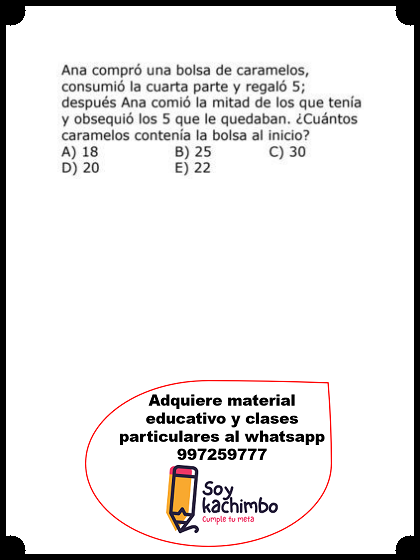 Ana compró una bolsa de caramelos,
consumió la cuarta parte y regaló 5;
después Ana comió la mitad de los que tenía
y obsequió los 5 que le quedaban. ¿Cuántos
caramelos contenía la bolsa al inicio?
A) 18 B) 25 C) 30
D) 20 E) 22
Adquiere material
educativo y clases
particulares al whatsapp
997259777
Soy
kachimbo
Cumple tu meta